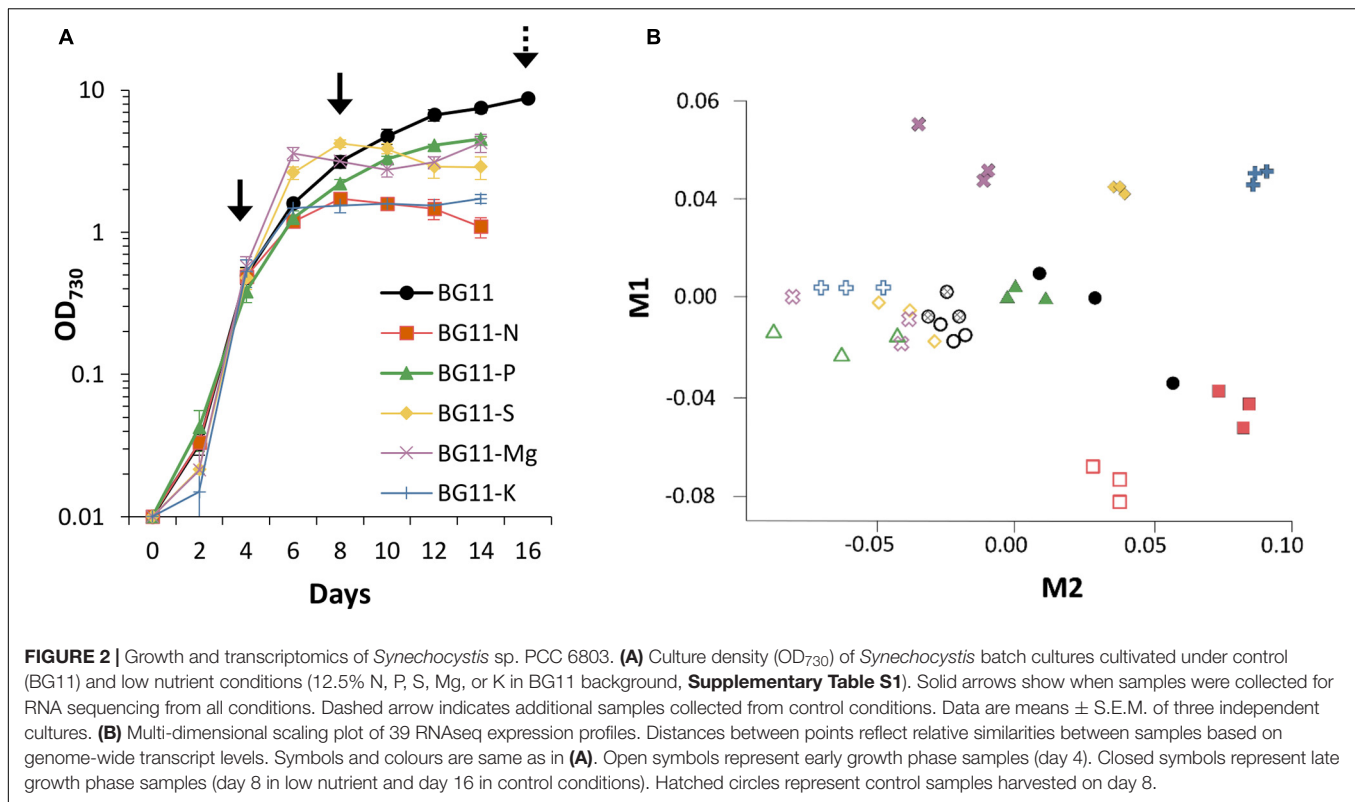 A
10
1
0.1
0.01
OD730
0 2 4 6 8 10 12 14 16
Days
BG11
BG11-N
BG11-P
BG11-S
BG11-Mg
BG11-K
B
0.06
0.04
0.00
-0.04
-0.08
M1
-0.05 0.00 0.05 0.10
M2
FIGURE 2 | Growth and transcriptomics of Synechocystis sp. PCC 6803. (A) Culture density (OD730) of Synechocystis batch cultures cultivated under control
(BG11) and low nutrient conditions (12.5% N, P, S, Mg, or K in BG11 background, Supplementary Table S1). Solid arrows show when samples were collected for
RNA sequencing from all conditions. Dashed arrow indicates additional samples collected from control conditions. Data are means ± S.E.M. of three independent
cultures. (B) Multi-dimensional scaling plot of 39 RNAseq expression profiles. Distances between points reflect relative similarities between samples based on
genome-wide transcript levels. Symbols and colours are same as in (A). Open symbols represent early growth phase samples (day 4). Closed symbols represent late
growth phase samples (day 8 in low nutrient and day 16 in control conditions). Hatched circles represent control samples harvested on day 8.